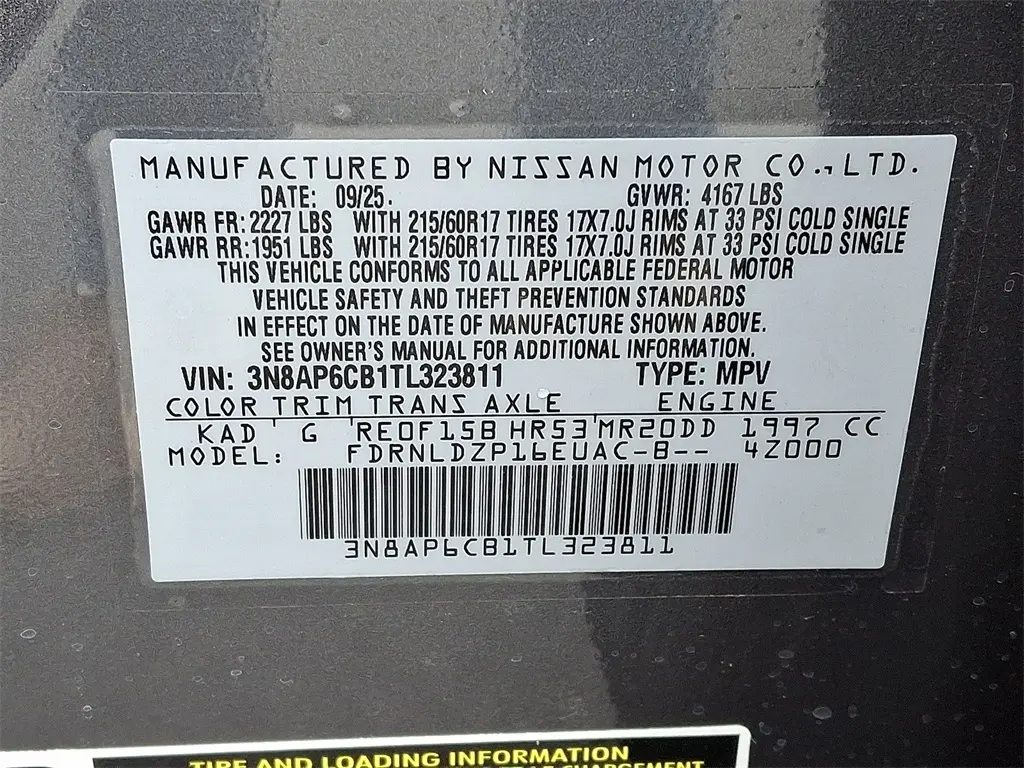 MANUFACTURED BY NISSAN MOTOR CO., LTD.
DATE: 09/25. GVWR: 4167 LBS
GAWR FR: 2227 LBS WITH 215/60R17 TIRES 17X7.0J RIMS AT 33 PSI COLD SINGLE
GAWR RR: 1951 LBS WITH 215/60R17 TIRES 17X7.0J RIMS AT 33 PSI COLD SINGLE
THIS VEHICLE CONFORMS TO ALL APPLICABLE FEDERAL MOTOR
VEHICLE SAFETY AND THEFT PREVENTION STANDARDS
IN EFFECT ON THE DATE OF MANUFACTURE SHOWN ABOVE.
SEE OWNER'S MANUAL FOR ADDITIONAL INFORMATION.
VIN: 3N8AP6CB1TL323811 TYPE: MPV
COLOR TRIM TRANS AXLE ENGINE
KAD ' G ' RE0F15B HR53 ' MR20DD 1997 CC
MODEL: FDRNLDZP16EUAC-B-- 4Z000
3N8AP6CB1TL323811
TIRE AND LOADING INFORMATION